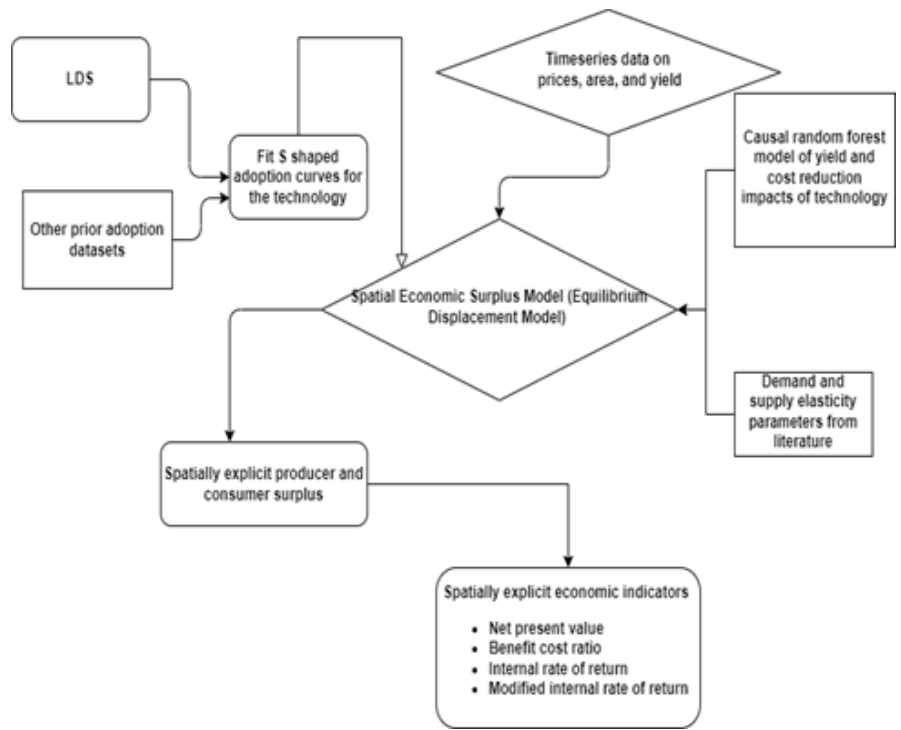 LDS
Timeseries data on
prices, area, and yield
Fit S shaped
adoption curves for
the technology
Causal random forest
model of yield and
cost reduction
impacts of technology
Other prior adoption
datasets
Spatial Economic Surplus Model (Equilibrium
Displacement Model)
Demand and
supply elasticity
parameters from
literature
Spatially explicit producer and
consumer surplus
Spatially explicit economic indicators
• Net present value
• Benefit cost ratio
• Internal rate of return
• Modified internal rate of return